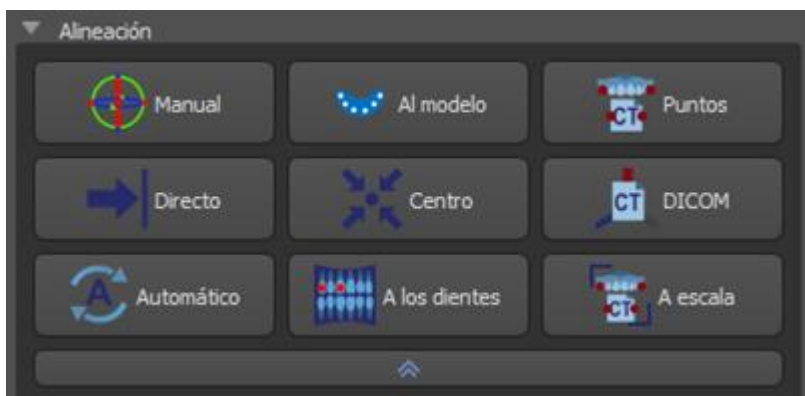 Alineación
Manual
Al modelo
CT
Puntos
Directo
Centro
CT
DICOM
A
Automático
A los dientes
CT
A escala